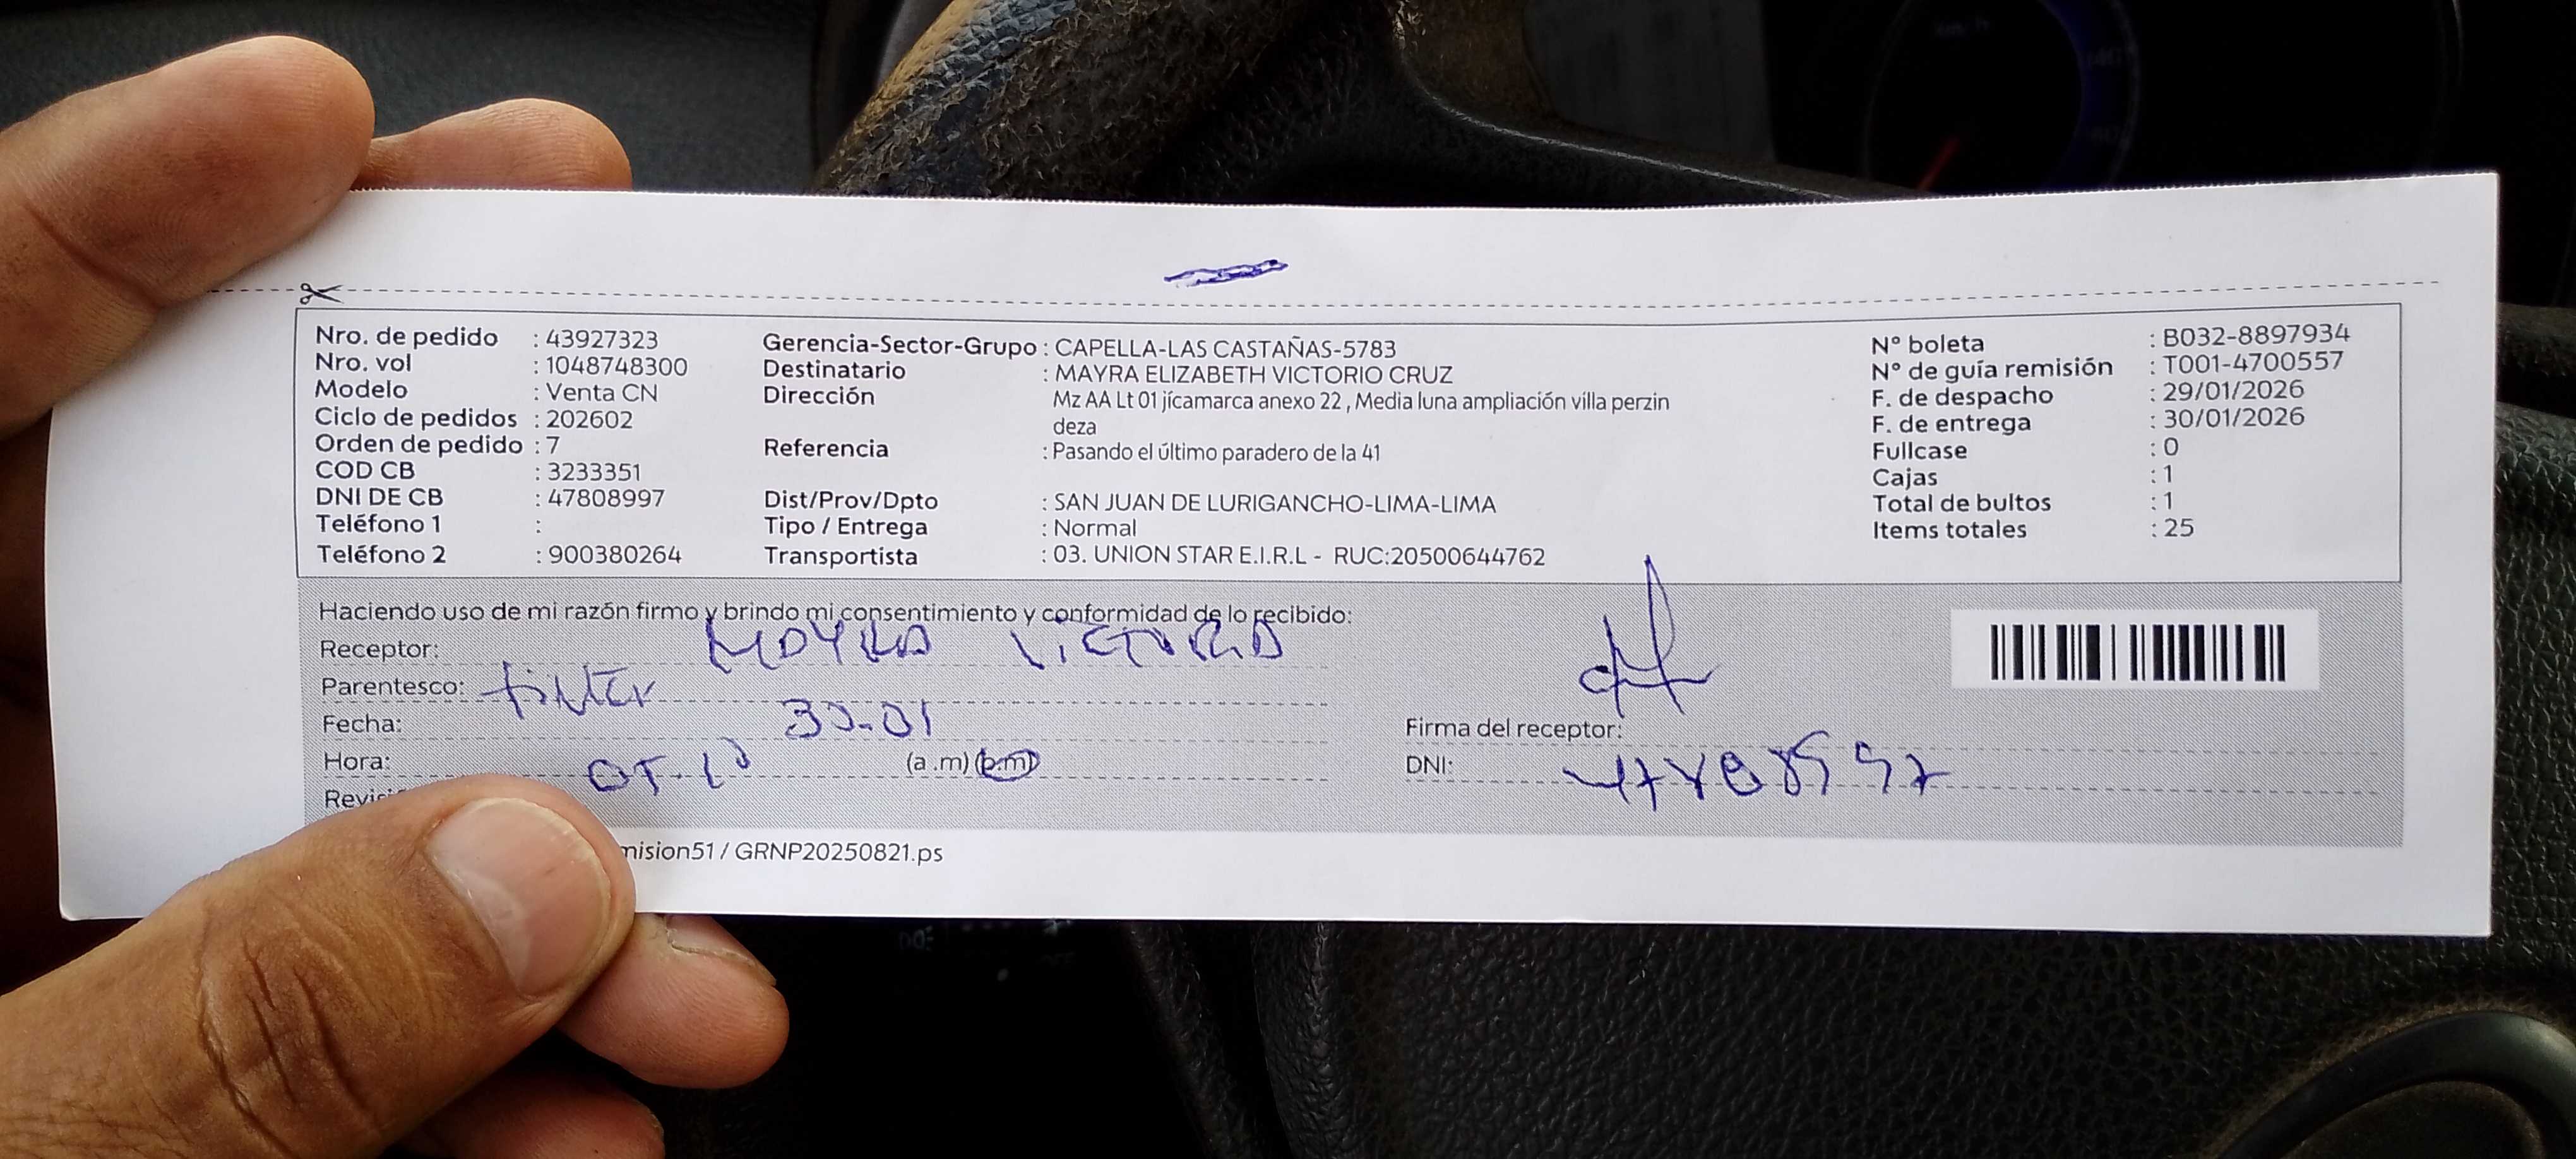 Nro. de pedido : 43927323
Nro. vol : 1048748300
Modelo : Venta CN
Ciclo de pedidos : 202602
Orden de pedido : 7
COD CB : 3233351
DNI DE CB : 47808997
Teléfono 1 :
Teléfono 2 : 900380264
Gerencia-Sector-Grupo : CAPELLA-LAS CASTAÑAS-5783
Destinatario : MAYRA ELIZABETH VICTORIO CRUZ
Dirección Mz AA Lt 01 jícamarca anexo 22 , Media luna ampliación villa perzin
deza
Referencia : Pasando el último paradero de la 41
Dist/Prov/Dpto : SAN JUAN DE LURIGANCHO-LIMA-LIMA
Tipo / Entrega : Normal
Transportista : 03. UNION STAR E.I.R.L - RUC:20500644762
N° boleta : B032-8897934
N° de guía remisión : T001-4700557
F. de despacho : 29/01/2026
F. de entrega : 30/01/2026
Fullcase : 0
Cajas : 1
Total de bultos : 1
Items totales : 25
Haciendo uso de mi razón firmo y brindo mi consentimiento y conformidad de lo recibido:
Receptor:
Parentesco:
Fecha: 30-01
Hora: (a .m) (p.m)
Firma del receptor:
DNI:
mision51 / GRNP20250821.ps